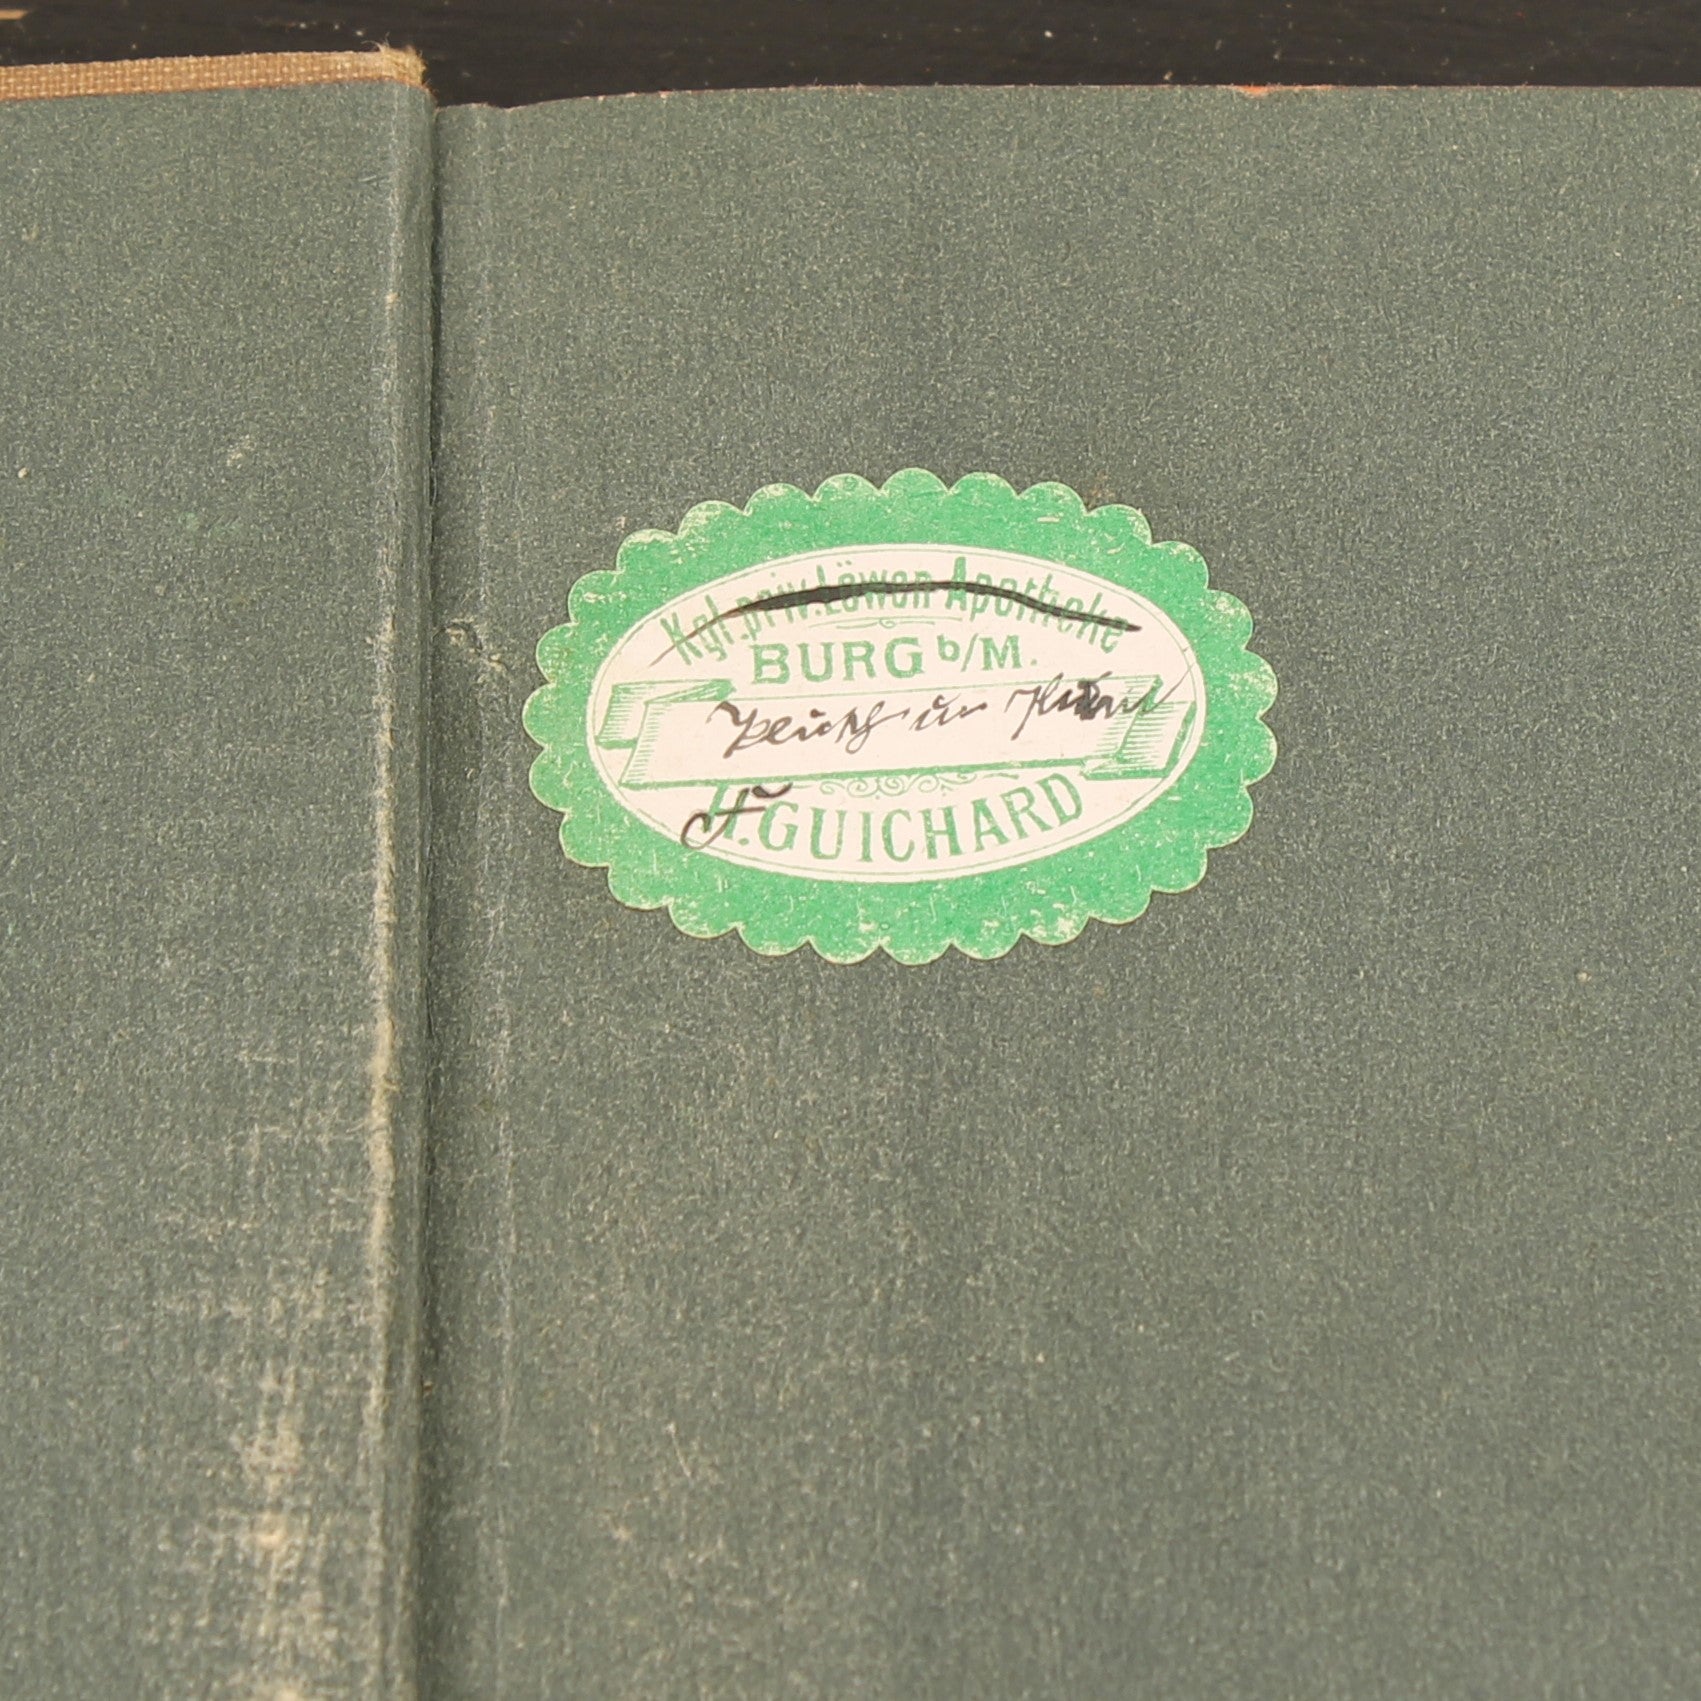 Kgl. priv. Löwen Apotheke
BURG b/M.
F. GUICHARD